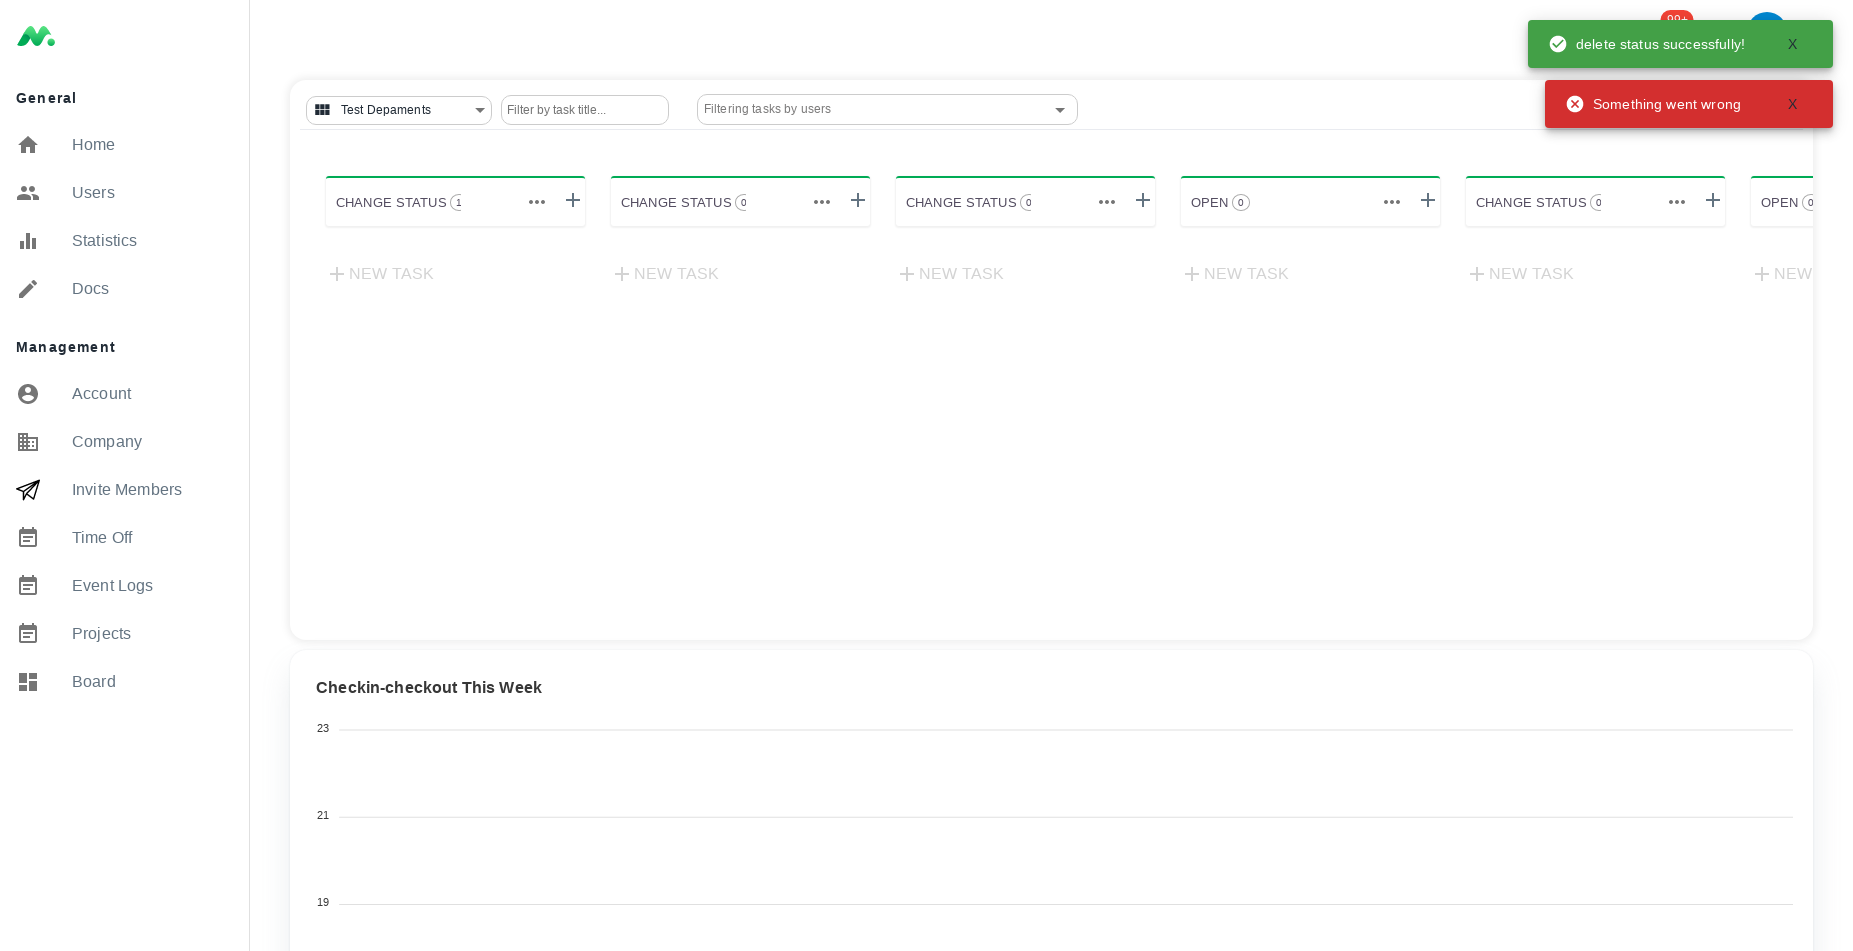 99+
delete status successfully! X
Something went wrong X
General
Home
Users
Statistics
Docs
Management
Account
Company
Invite Members
Time Off
Event Logs
Projects
Board
Test Depaments
Filter by task title...
Filtering tasks by users
CHANGE STATUS 1
CHANGE STATUS 0
CHANGE STATUS 0
OPEN 0
CHANGE STATUS 0
OPEN 0
NEW TASK
NEW TASK
NEW TASK
NEW TASK
NEW TASK
NEW
Checkin-checkout This Week
23
21
19